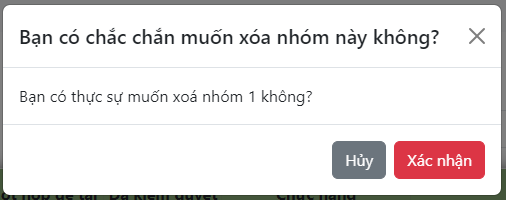 Bạn có chắc chắn muốn xóa nhóm này không?
Bạn có thực sự muốn xoá nhóm 1 không?
Hủy
Xác nhận